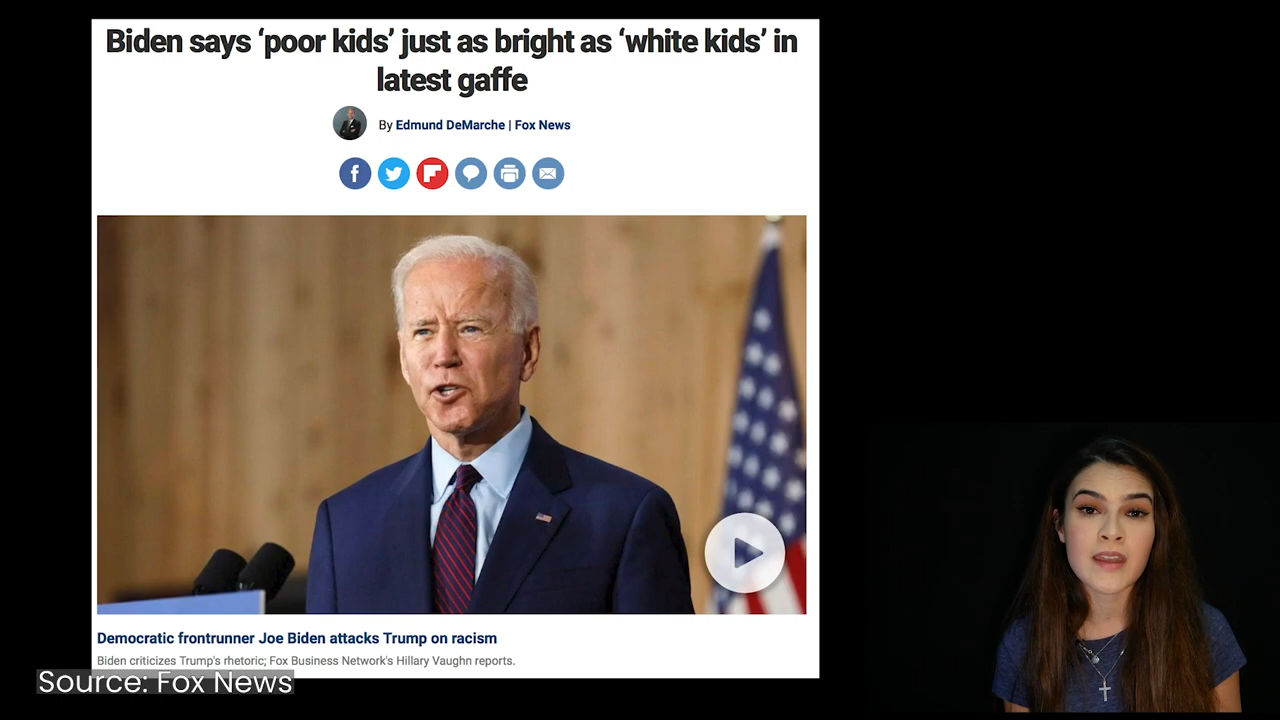 Biden says ‘poor kids’ just as bright as ‘white kids’ in
latest gaffe
By Edmund DeMarche | Fox News
Democratic frontrunner Joe Biden attacks Trump on racism
Biden criticizes Trump's rhetoric; Fox Business Network's Hillary Vaughn reports.
Source: Fox News